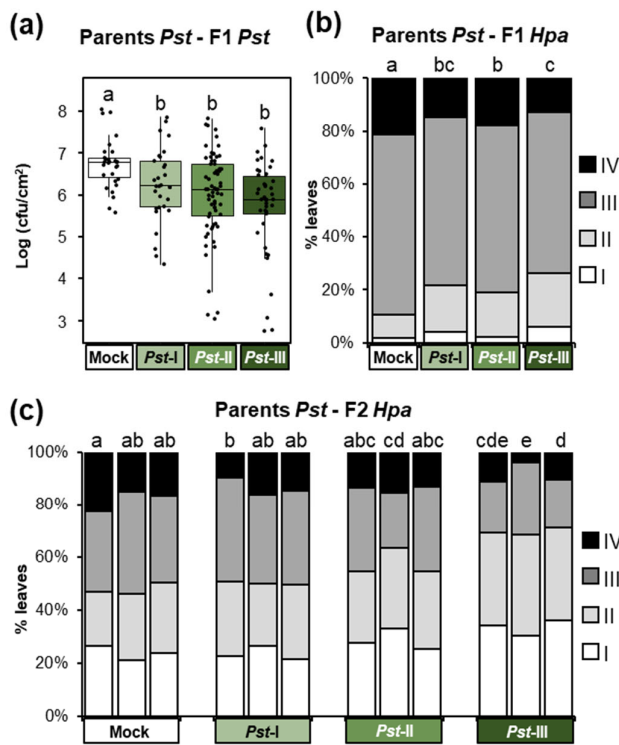 (a)
Parents Pst - F1 Pst
a
b
b
b
8
7
6
5
4
3
Log (cfu/cm²)
Mock
Pst-I
Pst-II
Pst-III
(b)
Parents Pst - F1 Hpa
a
bc
b
c
100%
80%
60%
40%
20%
0%
% leaves
IV
III
II
I
Mock
Pst-I
Pst-II
Pst-III
(c)
Parents Pst - F2 Hpa
a ab ab
b ab ab
abc cd abc
cde e d
100%
80%
60%
40%
20%
0%
% leaves
IV
III
II
I
Mock
Pst-I
Pst-II
Pst-III